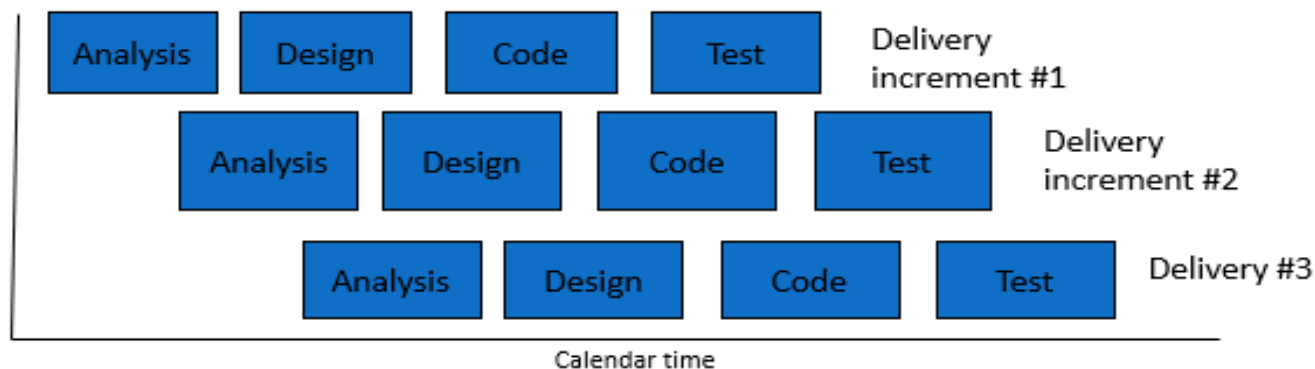 Analysis Design Code Test Delivery
increment #1
Analysis Design Code Test Delivery
increment #2
Analysis Design Code Test Delivery #3
Calendar time